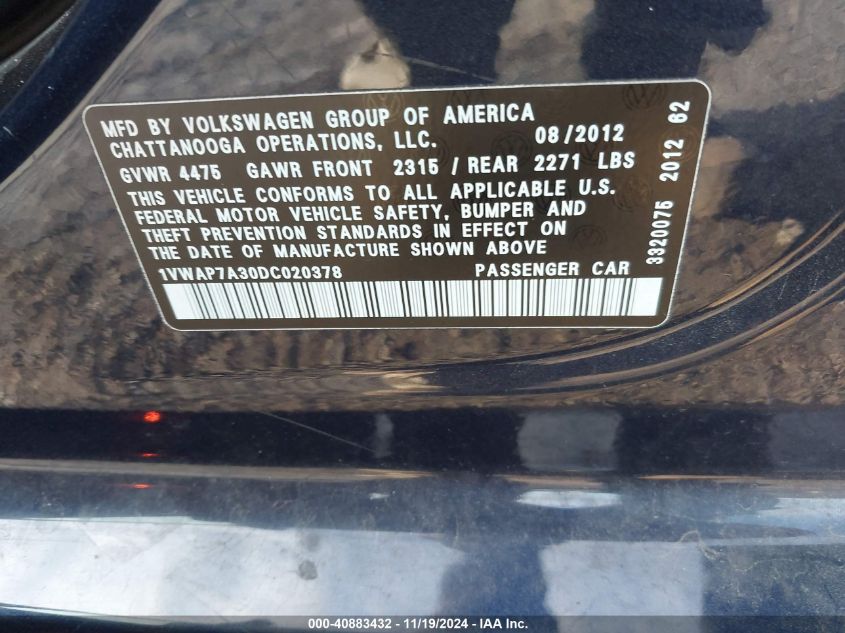 MFD BY VOLKSWAGEN GROUP OF AMERICA
CHATTANOOGA OPERATIONS, LLC. 08/2012
GVWR 4475 GAWR FRONT 2315 / REAR 2271 LBS
THIS VEHICLE CONFORMS TO ALL APPLICABLE U.S.
FEDERAL MOTOR VEHICLE SAFETY, BUMPER AND
THEFT PREVENTION STANDARDS IN EFFECT ON
THE DATE OF MANUFACTURE SHOWN ABOVE
1VWAP7A30DC020378 PASSENGER CAR
3320075 2012 62
000-40883432 - 11/19/2024 - IAA Inc.